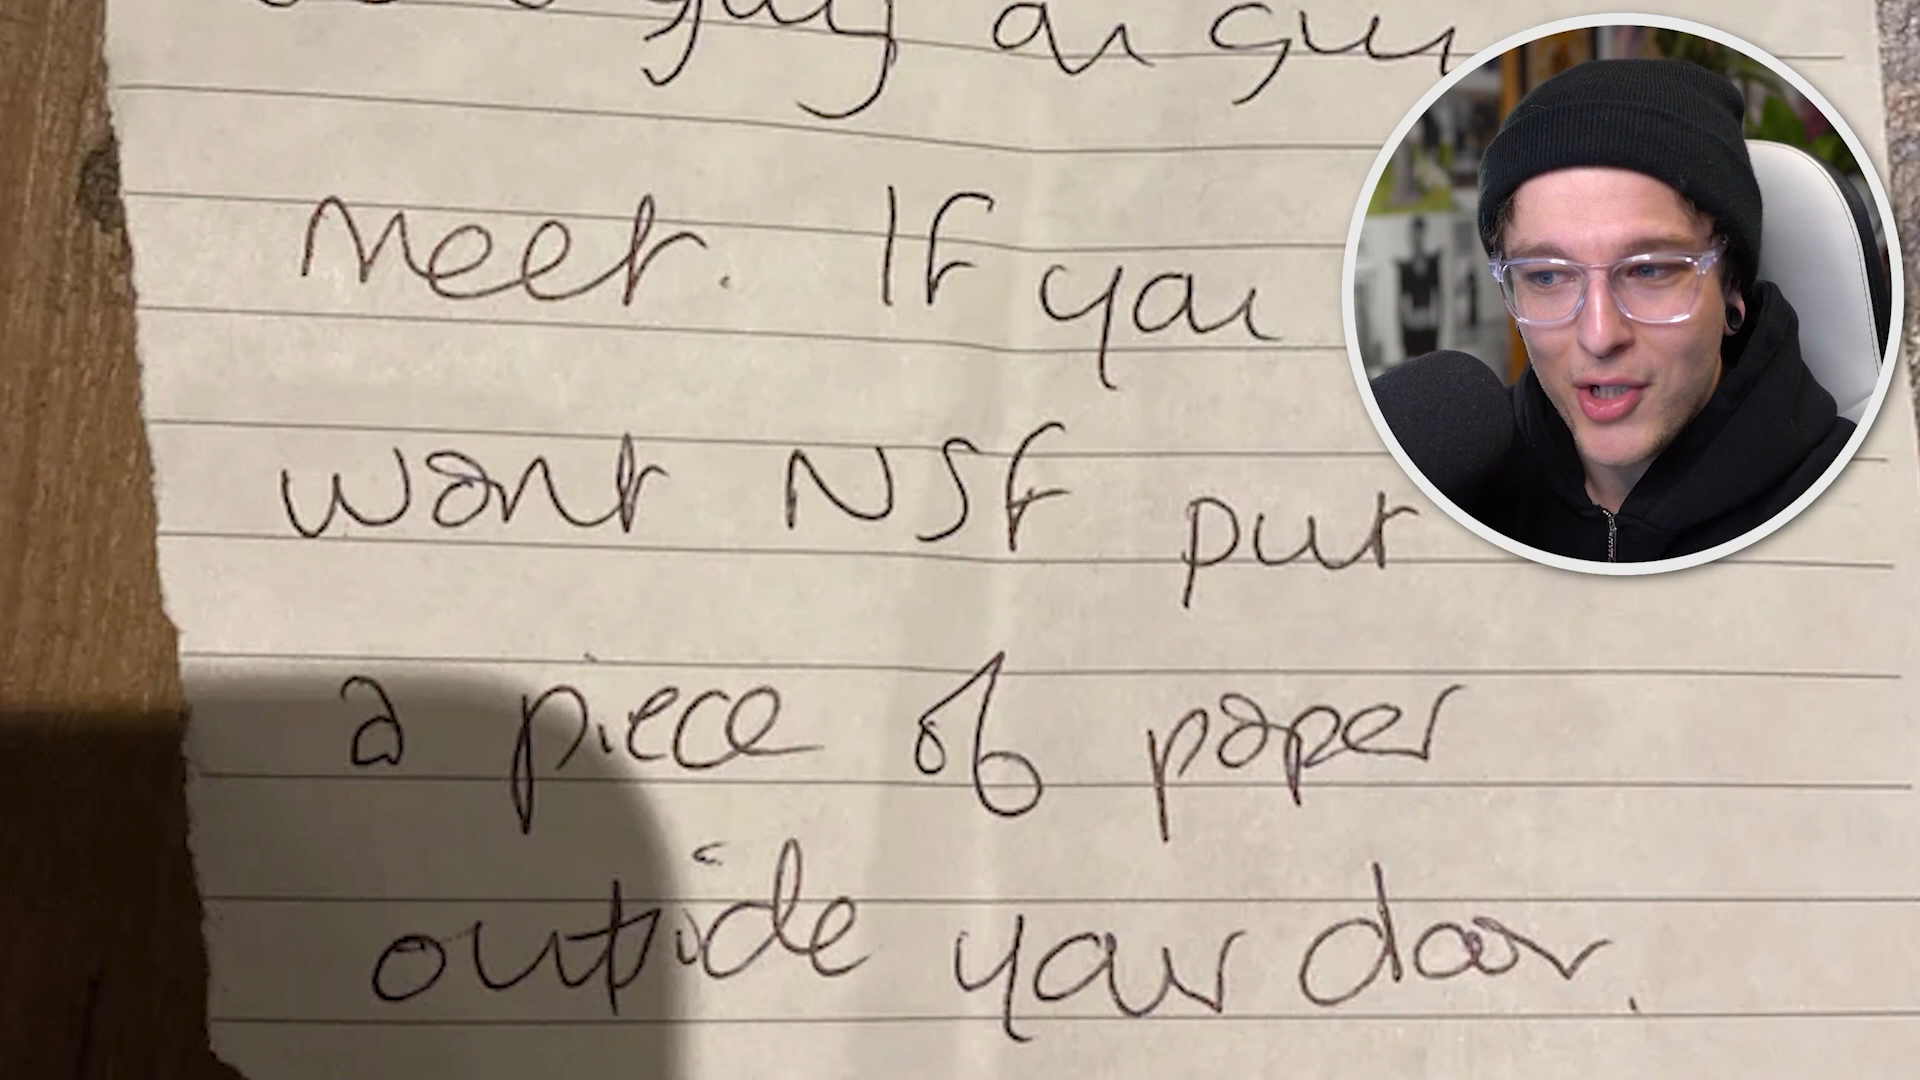 meet. If you
want NSF put
a piece of paper
outside your door.